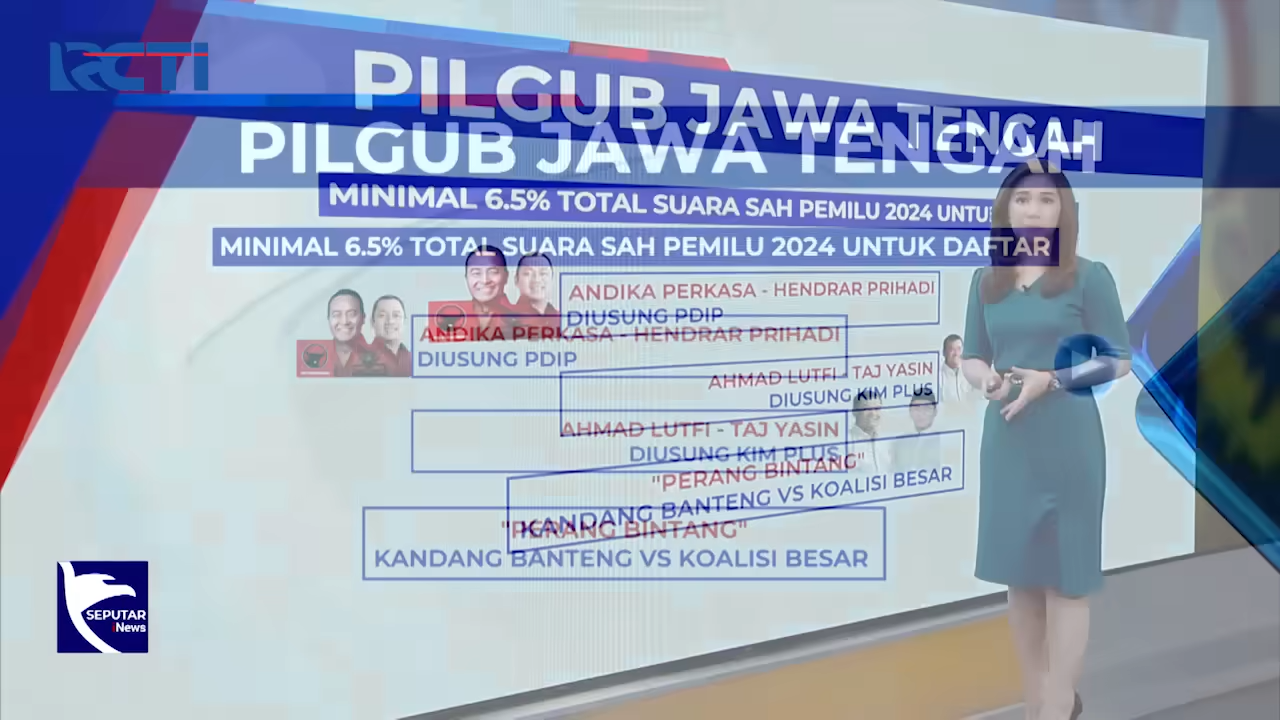 RCTI
PILGUB JAWA TENGAH
PILGUB JAWA TENGAH
MINIMAL 6.5% TOTAL SUARA SAH PEMILU 2024 UNTU
MINIMAL 6.5% TOTAL SUARA SAH PEMILU 2024 UNTUK DAFTAR
ANDIKA PERKASA - HENDRAR PRIHADI
DIUSUNG PDIP
ANDIKA PERKASA - HENDRAR PRIHADI
DIUSUNG PDIP
AHMAD LUTFI - TAJ YASIN
DIUSUNG KIM PLUS
AHMAD LUTFI - TAJ YASIN
DIUSUNG KIM PLUS
"PERANG BINTANG"
KANDANG BANTENG VS KOALISI BESAR
"PERANG BINTANG"
KANDANG BANTENG VS KOALISI BESAR
SEPUTAR
iNews